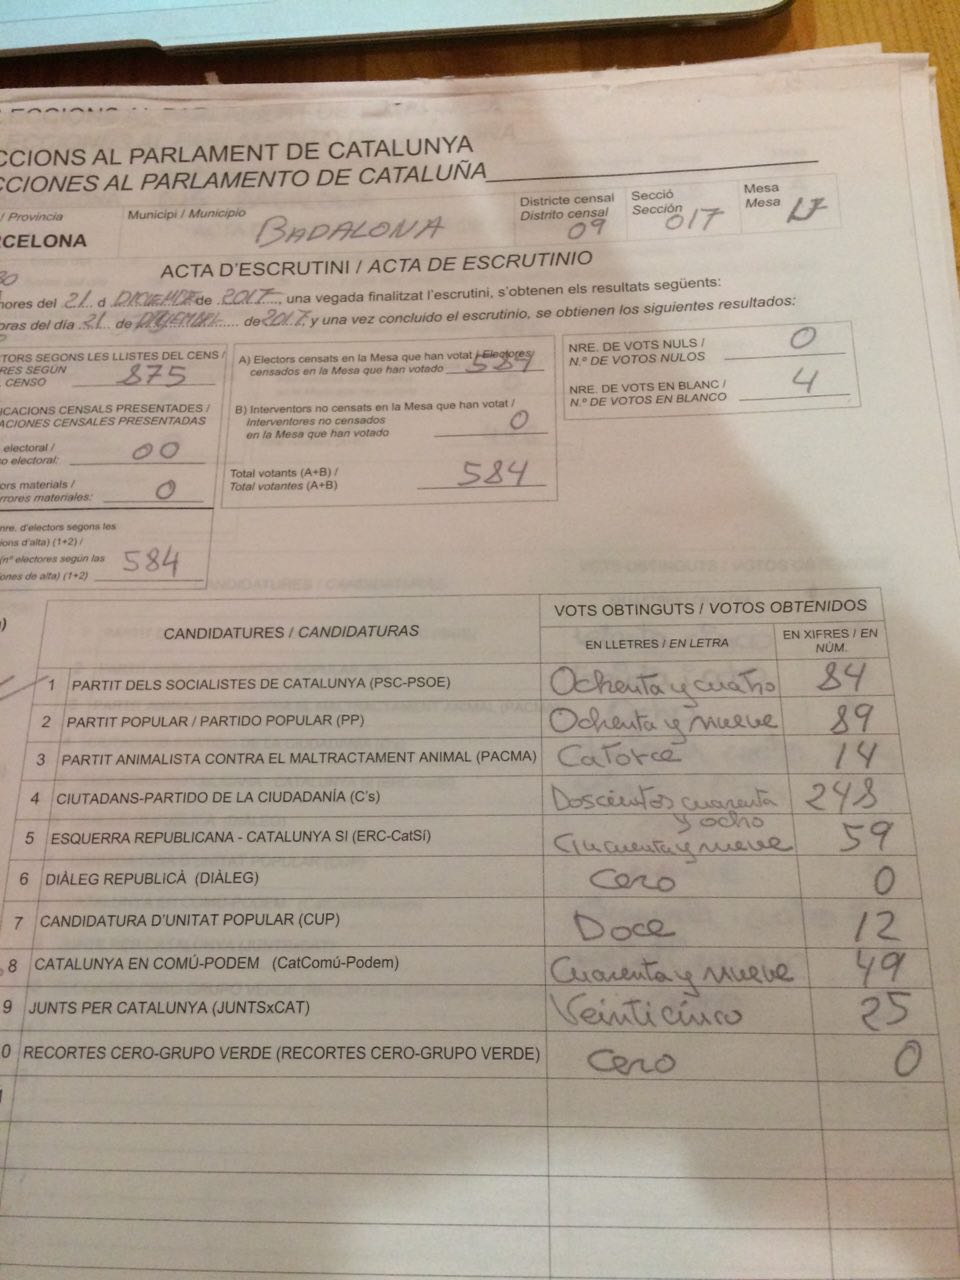 CCIONS AL PARLAMENT DE CATALUNYA
CCIONES AL PARLAMENTO DE CATALUÑA
/ Provincia
RCELONA
Municipi / Municipio
BADALONA
Districte censal
Distrito censal
09
Secció
Sección
017
Mesa
Mesa
ACTA D'ESCRUTINI / ACTA DE ESCRUTINIO
hores del 21 d DICIEMBRE de 2017, una vegada finalitzat l'escrutini, s'obtenen els resultats següents:
oras del día 21 de DICIEMBRE de 2017, y una vez concluido el escrutinio, se obtienen los siguientes resultados:
CTORS SEGONS LES LLISTES DEL CENS /
ORES SEGÚN
CENSO 875
ICACIONS CENSALS PRESENTADES /
ACIONES CENSALES PRESENTADAS
electoral /
o electoral: 00
ors materials /
rrores materiales: 0
nre. d'electors segons les
ions d'alta) (1+2) /
(nº electores según las
iones de alta) (1+2) 584
A) Electors censats en la Mesa que han votat / Electores
censados en la Mesa que han votado 584
B) Interventors no censats en la Mesa que han votat /
Interventores no censados
en la Mesa que han votado 0
Total votants (A+B) /
Total votantes (A+B) 584
NRE. DE VOTS NULS /
N.º DE VOTOS NULOS 0
NRE. DE VOTS EN BLANC /
N.º DE VOTOS EN BLANCO 4
CANDIDATURES / CANDIDATURAS
VOTS OBTINGUTS / VOTOS OBTENIDOS
EN LLETRES / EN LETRA
EN XIFRES / EN
NÚM.
1 PARTIT DELS SOCIALISTES DE CATALUNYA (PSC-PSOE) Ochenta y cuatro 84
2 PARTIT POPULAR / PARTIDO POPULAR (PP) Ochenta y nueve 89
3 PARTIT ANIMALISTA CONTRA EL MALTRACTAMENT ANIMAL (PACMA) Catorce 14
4 CIUTADANS-PARTIDO DE LA CIUDADANÍA (C's) Doscientos cuarenta y ocho 248
5 ESQUERRA REPUBLICANA - CATALUNYA SI (ERC-CatSí) Cincuenta y nueve 59
6 DIÀLEG REPUBLICÀ (DIÀLEG) Cero 0
7 CANDIDATURA D'UNITAT POPULAR (CUP) Doce 12
8 CATALUNYA EN COMÚ-PODEM (CatComú-Podem) Cuarenta y nueve 49
9 JUNTS PER CATALUNYA (JUNTSxCAT) Veinticinco 25
0 RECORTES CERO-GRUPO VERDE (RECORTES CERO-GRUPO VERDE) Cero 0